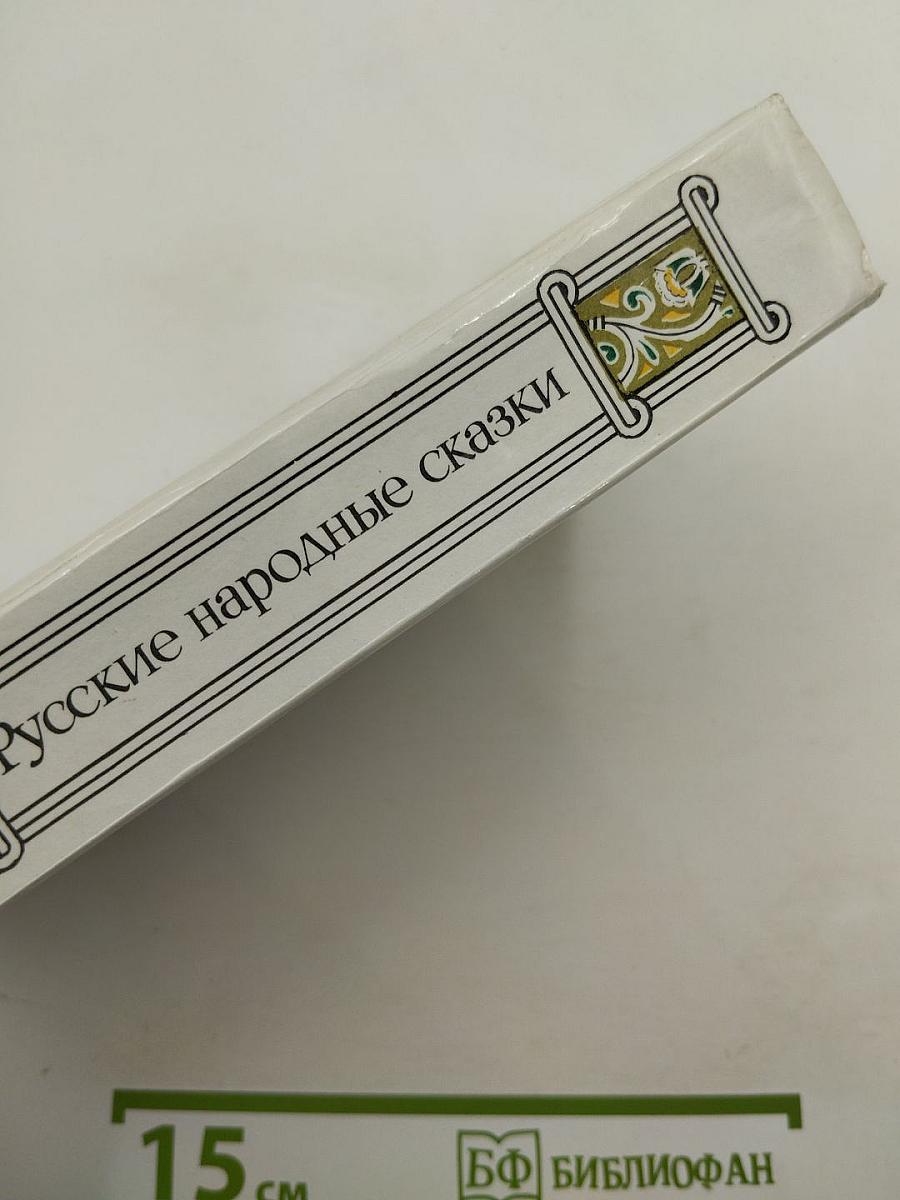 Русские народные сказки
15 см
БФ БИБЛИОФАН